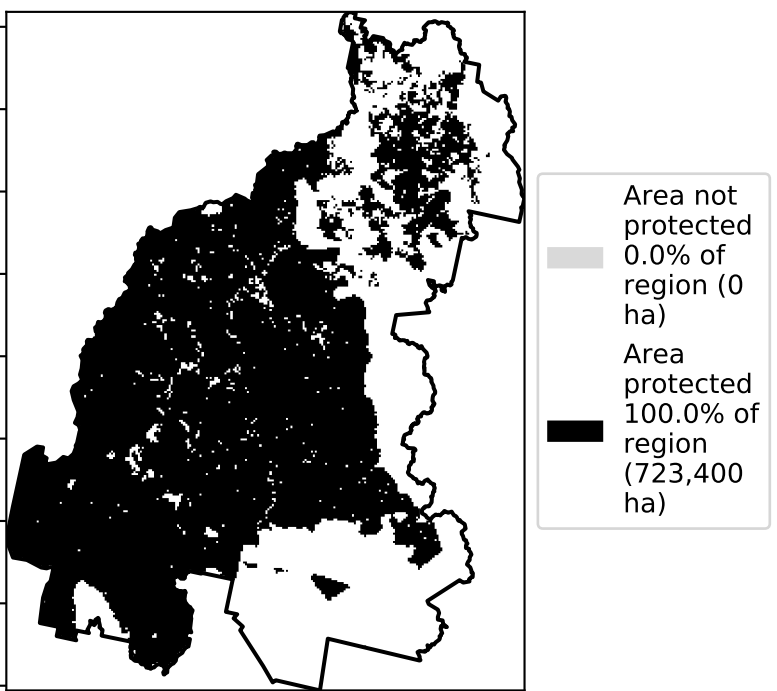 Area not
protected
0.0% of
region (0
ha)
Area
protected
100.0% of
region
(723,400
ha)